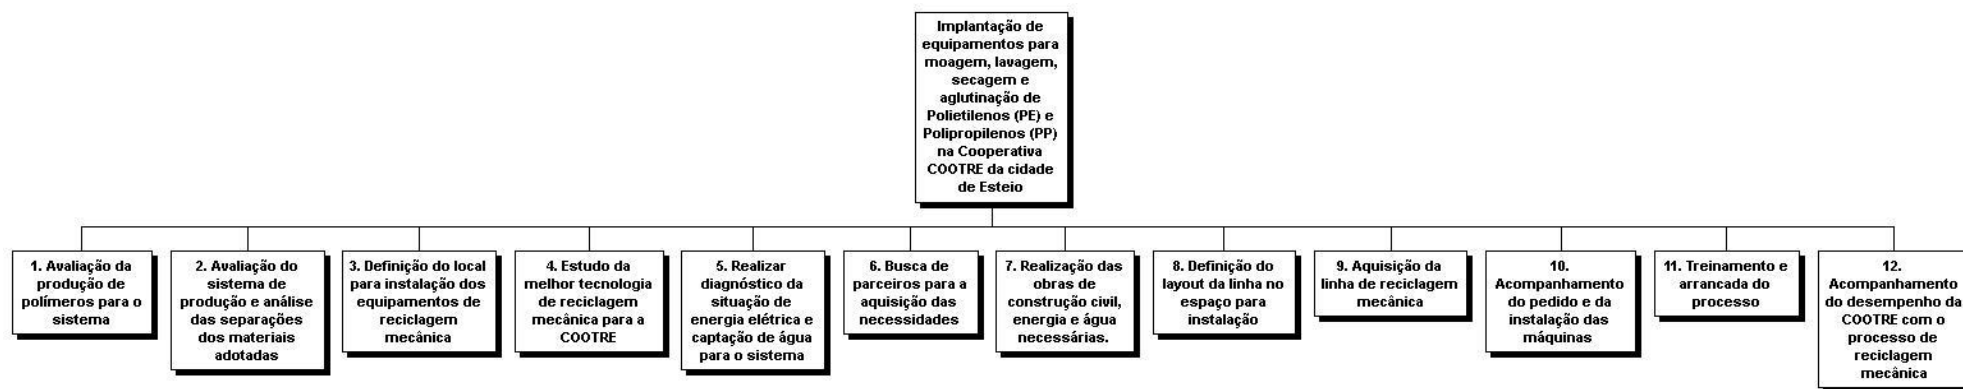 Implantação de
equipamentos para
moagem, lavagem,
secagem e
aglutinação de
Polietilenos (PE) e
Polipropilenos (PP)
na Cooperativa
COOTRE da cidade
de Esteio
1. Avaliação da
produção de
polímeros para o
sistema
2. Avaliação do
sistema de
produção e análise
das separações
dos materiais
adotadas
3. Definição do local
para instalação dos
equipamentos de
reciclagem
mecânica
4. Estudo da
melhor tecnologia
de reciclagem
mecânica para a
COOTRE
5. Realizar
diagnóstico da
situação de
energia elétrica e
captação de água
para o sistema
6. Busca de
parceiros para a
aquisição das
necessidades
7. Realização das
obras de
construção civil,
energia e água
necessárias.
8. Definição do
layout da linha no
espaço para
instalação
9. Aquisição da
linha de reciclagem
mecânica
10.
Acompanhamento
do pedido e da
instalação das
máquinas
11. Treinamento e
arrancada do
processo
12.
Acompanhamento
do desempenho da
COOTRE com o
processo de
reciclagem
mecânica